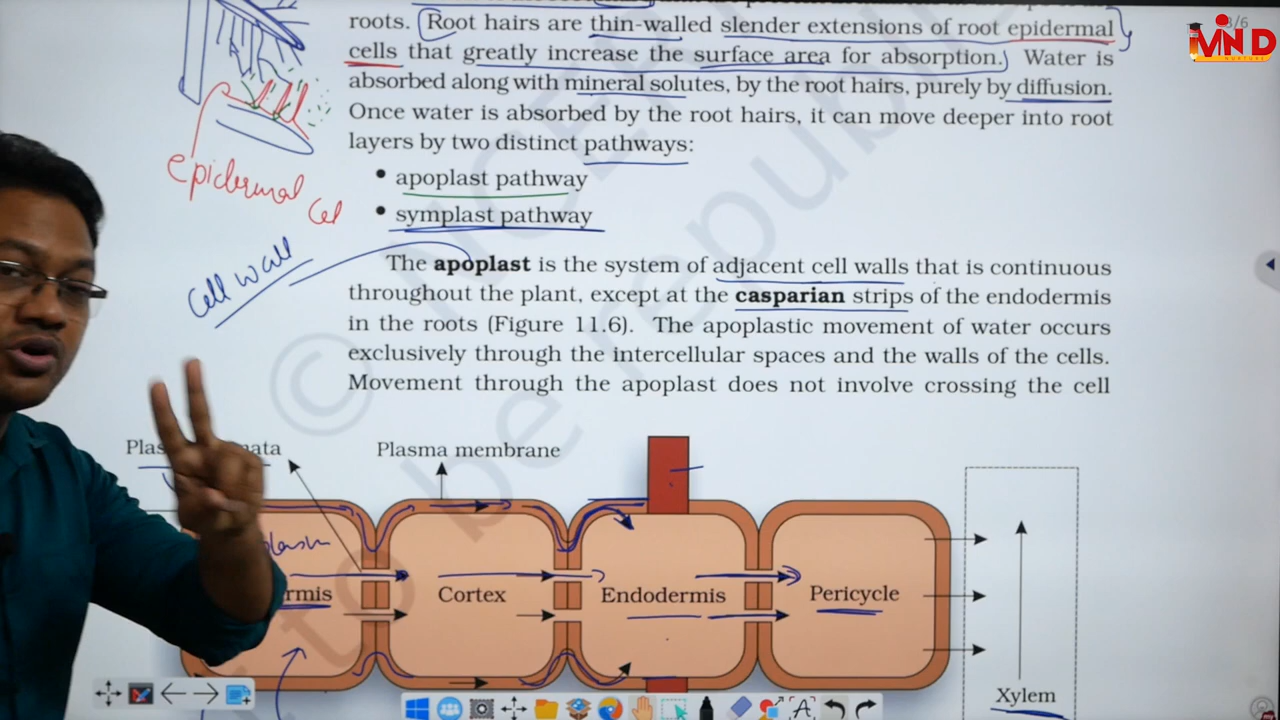 roots. Root hairs are thin-walled slender extensions of root epidermal
cells that greatly increase the surface area for absorption. Water is
absorbed along with mineral solutes, by the root hairs, purely by diffusion.
Once water is absorbed by the root hairs, it can move deeper into root
layers by two distinct pathways:
• apoplast pathway
• symplast pathway
Epidermal Cel
Cell wall
The apoplast is the system of adjacent cell walls that is continuous
throughout the plant, except at the casparian strips of the endodermis
in the roots (Figure 11.6). The apoplastic movement of water occurs
exclusively through the intercellular spaces and the walls of the cells.
Movement through the apoplast does not involve crossing the cell
Plasma membrane
Cortex
Endodermis
Pericycle
Xylem
/6
MIND
NURTURE